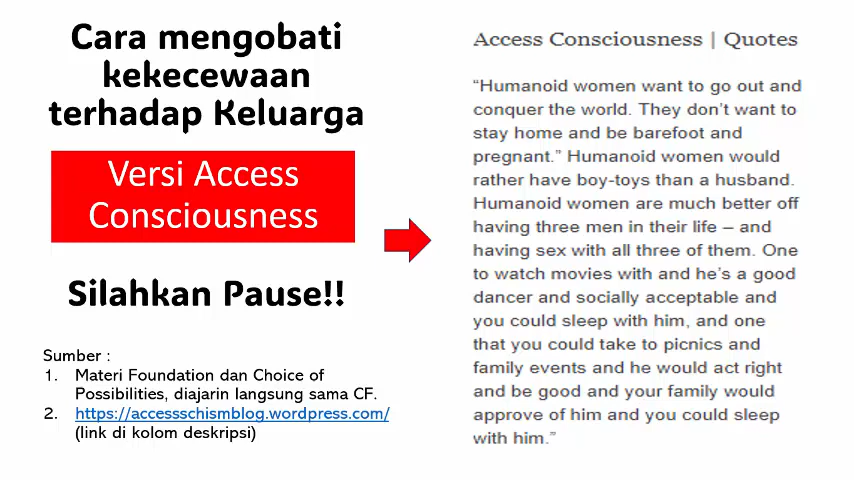 Cara mengobati
kekecewaan
terhadap Keluarga
Versi Access
Consciousness
Silahkan Pause!!
Sumber :
1. Materi Foundation dan Choice of
Possibilities, diajarin langsung sama CF.
2. https://accessschismblog.wordpress.com/
(link di kolom deskripsi)
Access Consciousness | Quotes
“Humanoid women want to go out and
conquer the world. They don’t want to
stay home and be barefoot and
pregnant.” Humanoid women would
rather have boy-toys than a husband.
Humanoid women are much better off
having three men in their life – and
having sex with all three of them. One
to watch movies with and he’s a good
dancer and socially acceptable and
you could sleep with him, and one
that you could take to picnics and
family events and he would act right
and be good and your family would
approve of him and you could sleep
with him.”